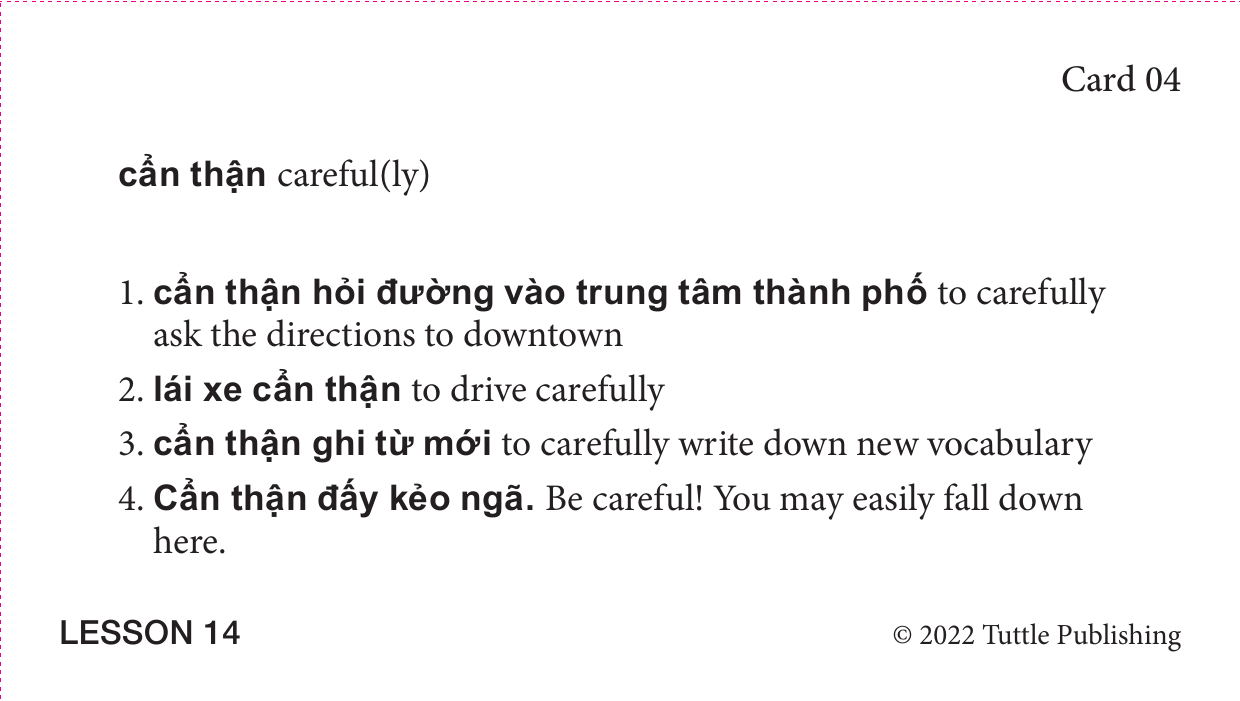 Card 04
cẩn thận careful(ly)
1. cẩn thận hỏi đường vào trung tâm thành phố to carefully
ask the directions to downtown
2. lái xe cẩn thận to drive carefully
3. cẩn thận ghi từ mới to carefully write down new vocabulary
4. Cẩn thận đấy kẻo ngã. Be careful! You may easily fall down
here.
LESSON 14
© 2022 Tuttle Publishing